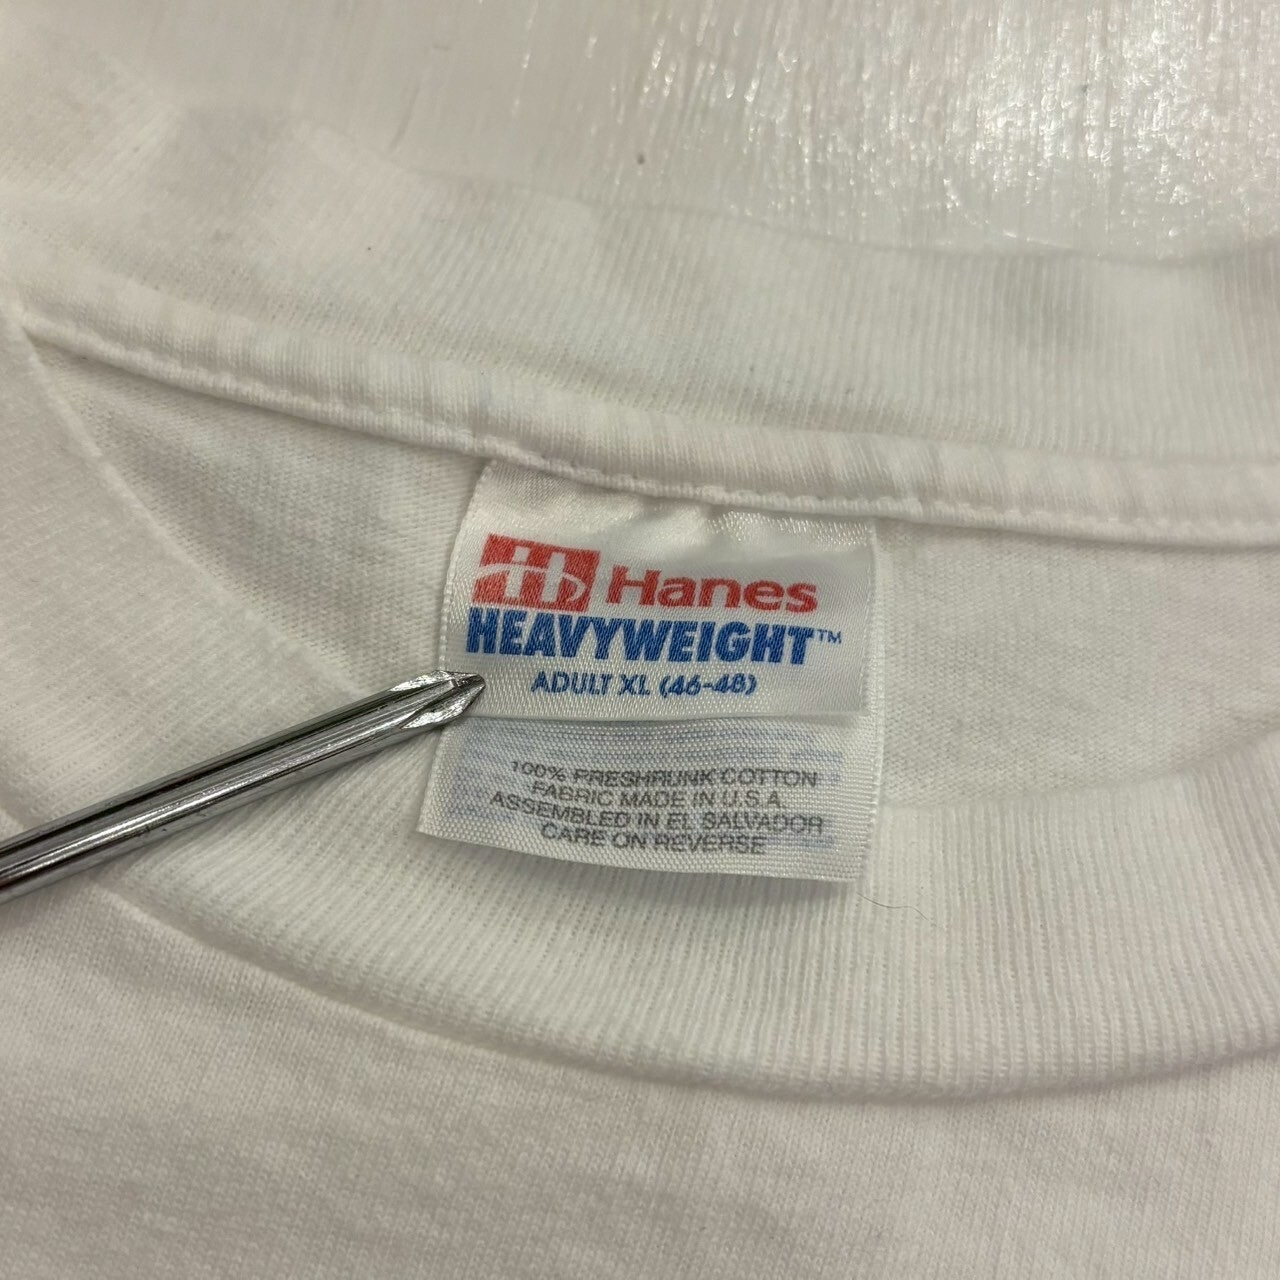 Hanes
HEAVYWEIGHT™
ADULT XL (46-48)
100% PRESHRUNK COTTON
FABRIC MADE IN U.S.A.
ASSEMBLED IN EL SALVADOR
CARE ON REVERSE